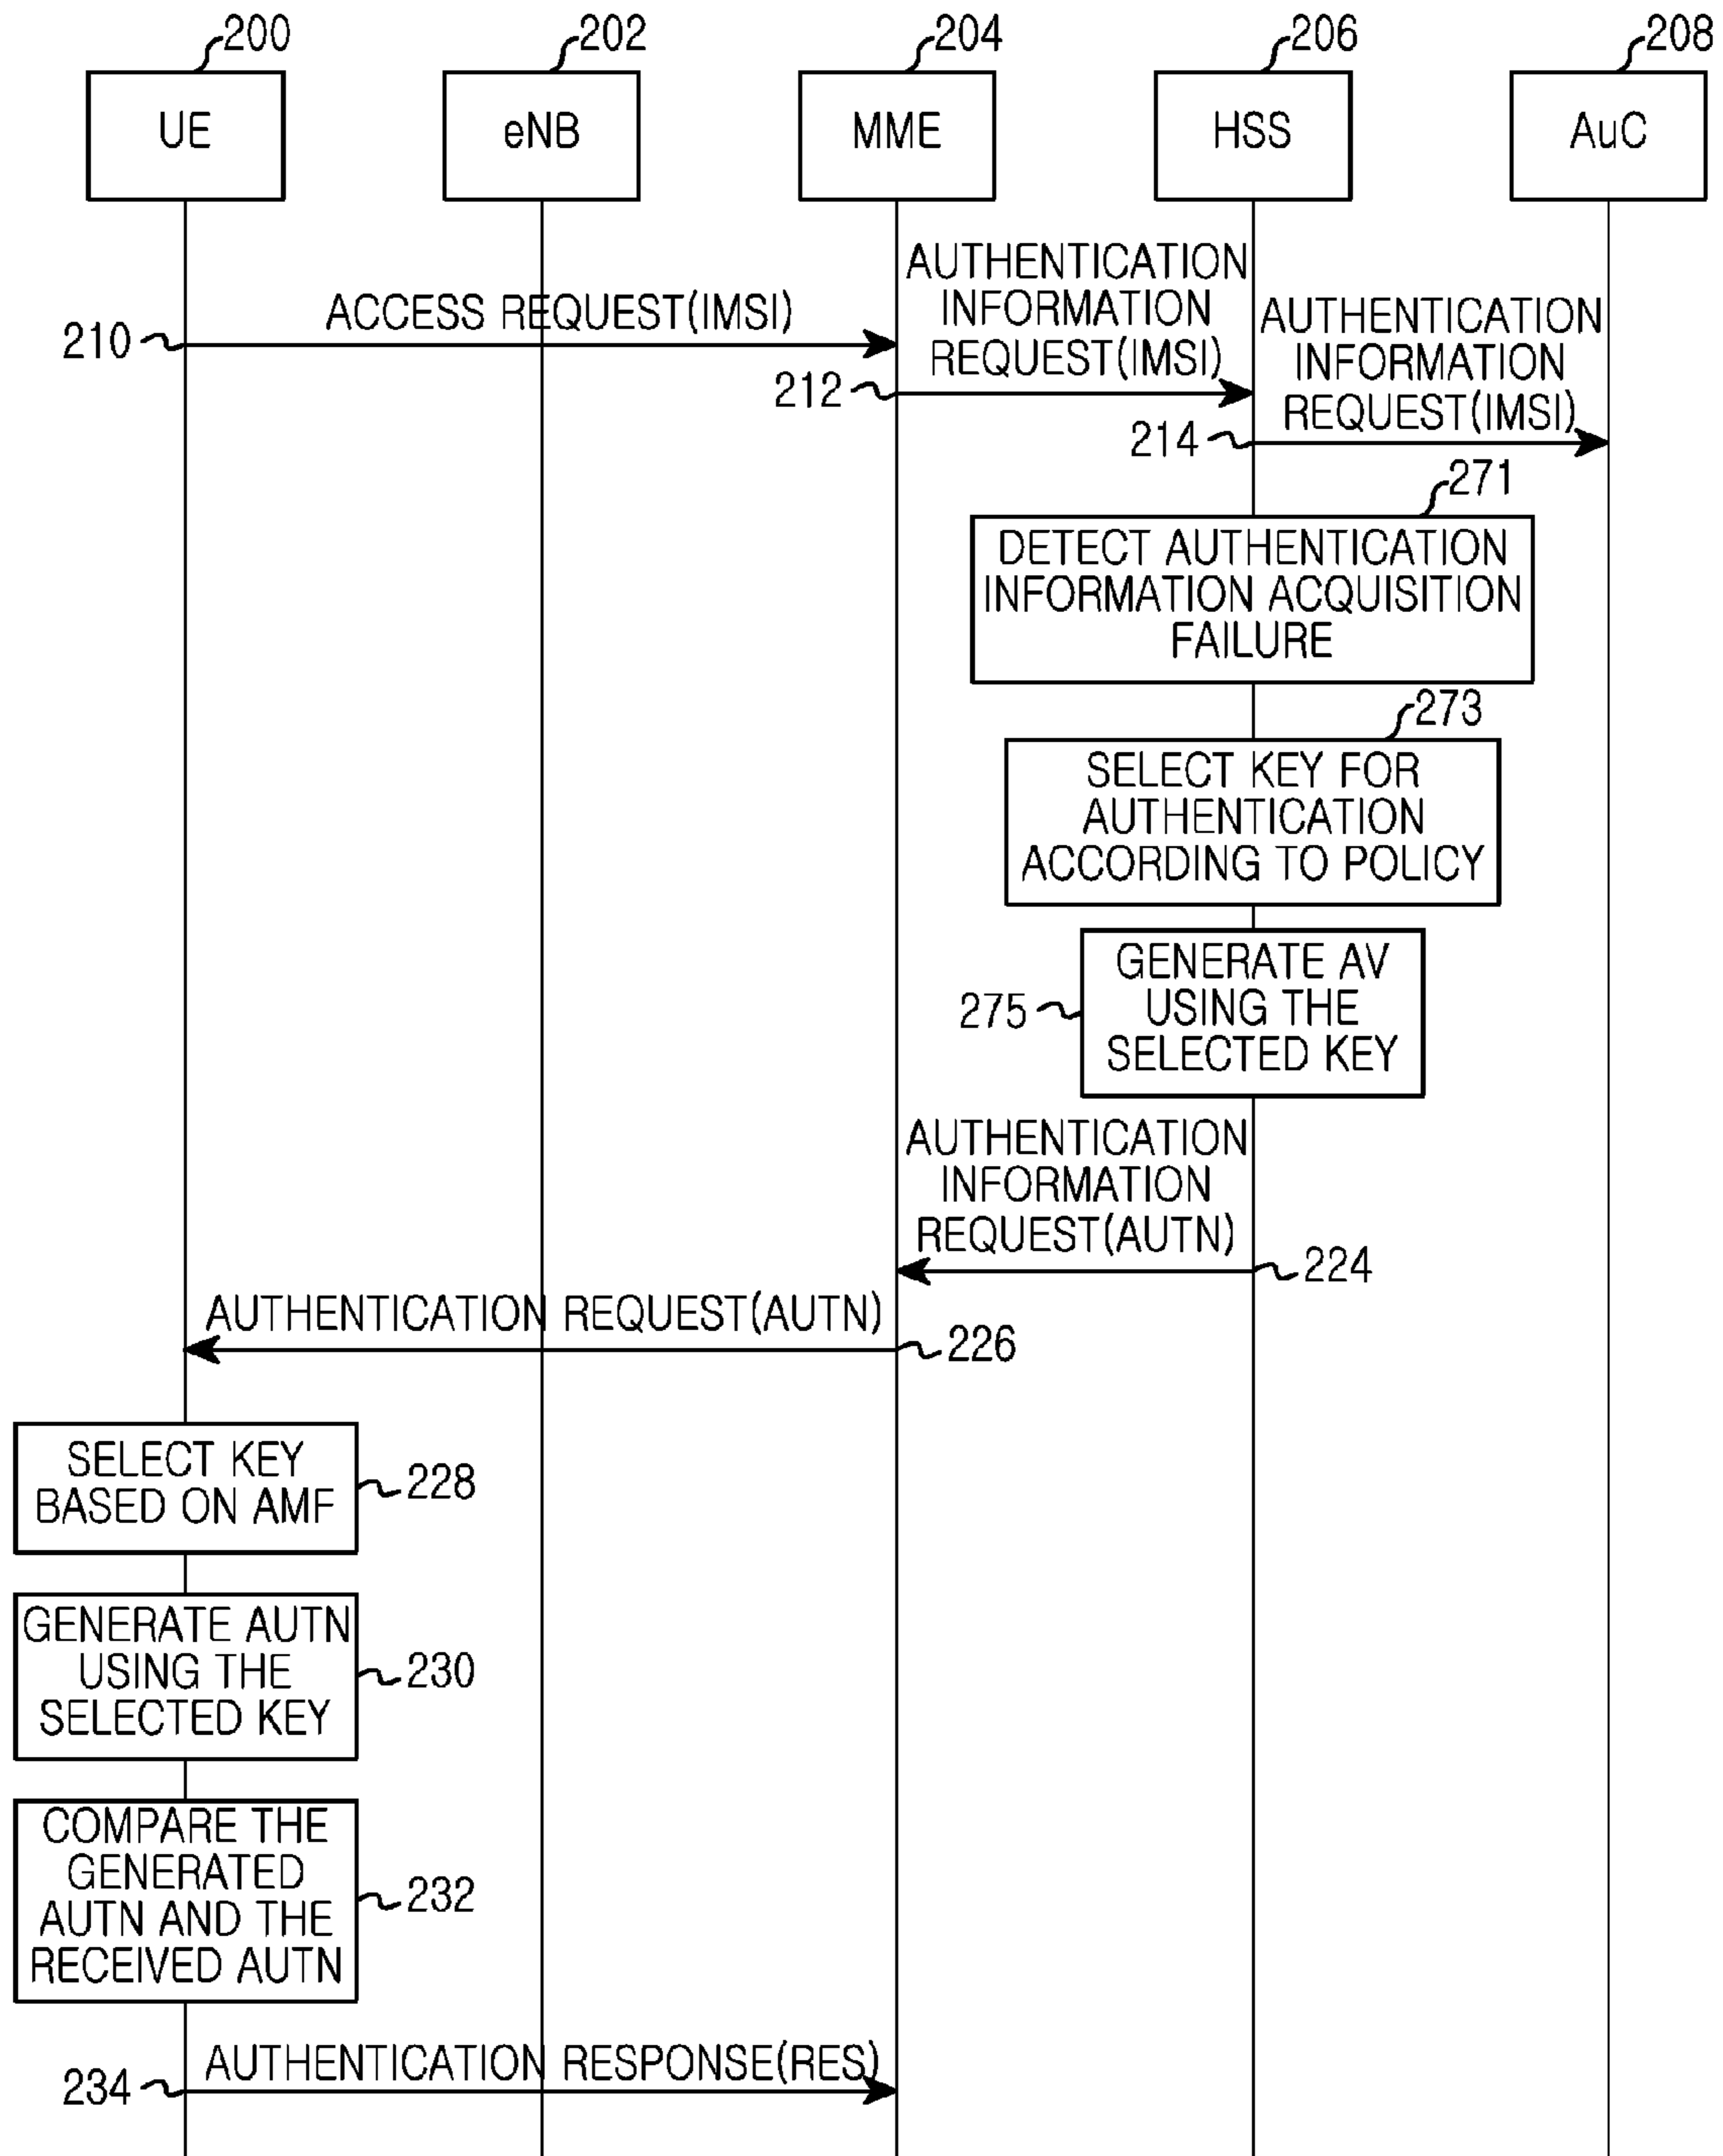 200
202
204
206
208
UE
eNB
MME
HSS
AuC
AUTHENTICATION
INFORMATION
REQUEST(IMSI)
ACCESS REQUEST(IMSI)
210
212
AUTHENTICATION
INFORMATION
REQUEST(IMSI)
214
271
DETECT AUTHENTICATION
INFORMATION ACQUISITION
FAILURE
273
SELECT KEY FOR
AUTHENTICATION
ACCORDING TO POLICY
GENERATE AV
USING THE
SELECTED KEY
275
AUTHENTICATION
INFORMATION
REQUEST(AUTN)
224
AUTHENTICATION REQUEST(AUTN)
226
SELECT KEY
BASED ON AMF
228
GENERATE AUTN
USING THE
SELECTED KEY
230
COMPARE THE
GENERATED
AUTN AND THE
RECEIVED AUTN
232
AUTHENTICATION RESPONSE(RES)
234